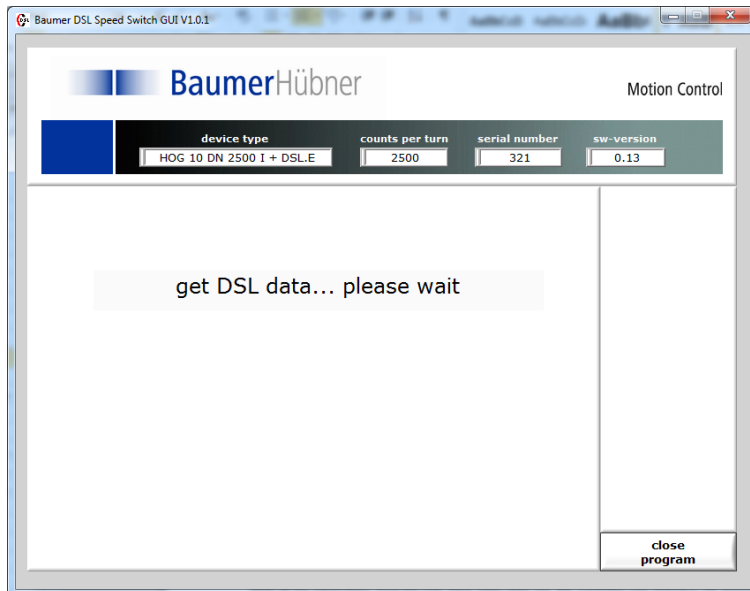 Baumer DSL Speed Switch GUI V1.0.1
BaumerHübner
Motion Control
device type counts per turn serial number sw-version
HOG 10 DN 2500 I + DSL.E 2500 321 0.13
get DSL data... please wait
close
program